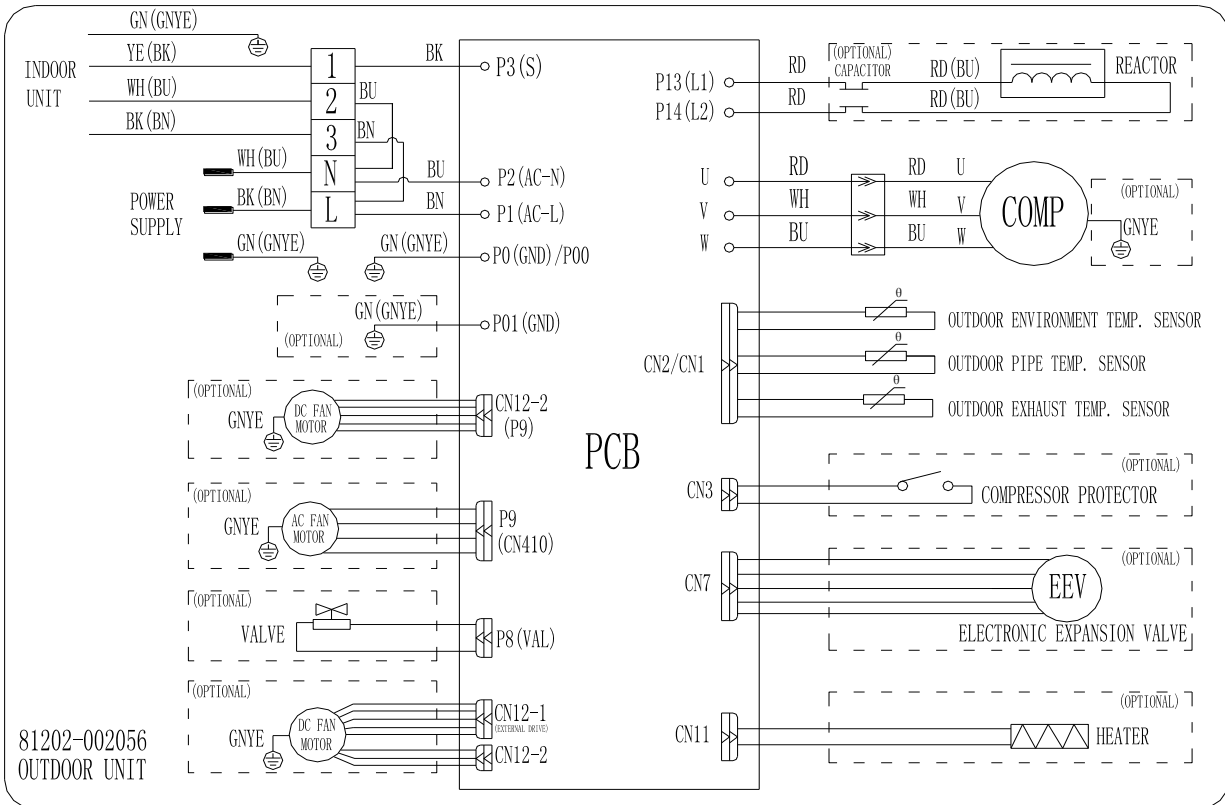 GN(GNYE)
INDOOR
UNIT
YE(BK)
WH(BU)
BK(BN)
1
2
3
N
L
BK
BU
BN
BU
BN
P3(S)
P2(AC-N)
P1(AC-L)
POWER
SUPPLY
WH(BU)
BK(BN)
GN(GNYE)
GN(GNYE)
P0(GND)/P00
(OPTIONAL)
GN(GNYE)
P01(GND)
(OPTIONAL)
GNYE
DC FAN
MOTOR
CN12-2
(P9)
(OPTIONAL)
GNYE
AC FAN
MOTOR
P9
(CN410)
(OPTIONAL)
VALVE
P8(VAL)
(OPTIONAL)
GNYE
DC FAN
MOTOR
CN12-1
(EXTERNAL DRIVE)
CN12-2
81202-002056
OUTDOOR UNIT
PCB
P13(L1)
P14(L2)
RD
RD
(OPTIONAL)
CAPACITOR
RD(BU)
RD(BU)
REACTOR
U
V
W
RD
WH
BU
RD
WH
BU
U
V
W
COMP
(OPTIONAL)
GNYE
CN2/CN1
θ
OUTDOOR ENVIRONMENT TEMP. SENSOR
θ
OUTDOOR PIPE TEMP. SENSOR
θ
OUTDOOR EXHAUST TEMP. SENSOR
CN3
(OPTIONAL)
COMPRESSOR PROTECTOR
CN7
(OPTIONAL)
EEV
ELECTRONIC EXPANSION VALVE
CN11
(OPTIONAL)
HEATER